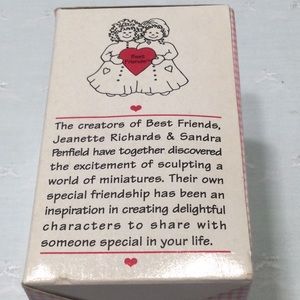 Best
Friends
The creators of Best Friends,
Jeanette Richards & Sandra
Penfield have together discovered
the excitement of sculpting a
world of miniatures. Their own
special friendship has been an
inspiration in creating delightful
characters to share with
someone special in your life.